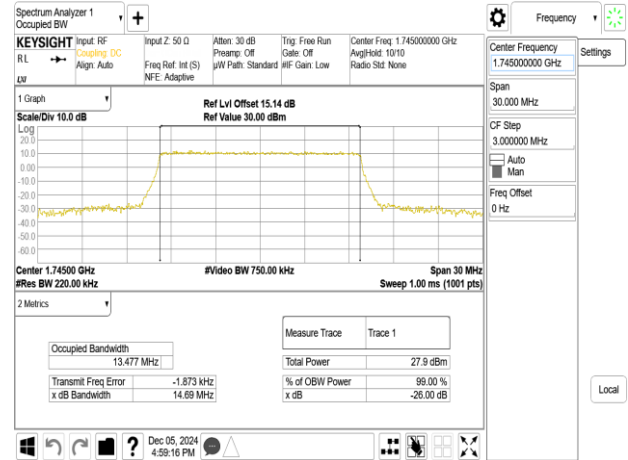 Spectrum Analyzer 1
Occupied BW
Frequency
KEYSIGHT
RL
LXI
Input: RF
Coupling: DC
Align: Auto
Input Z: 50 Ω
Freq Ref: Int (S)
NFE: Adaptive
Atten: 30 dB
Preamp: Off
µW Path: Standard
Trig: Free Run
Gate: Off
#IF Gain: Low
Center Freq: 1.745000000 GHz
Avg|Hold: 10/10
Radio Std: None
Center Frequency
1.745000000 GHz
Settings
Span
30.000 MHz
CF Step
3.000000 MHz
Auto
Man
Freq Offset
0 Hz
Local
1 Graph
Scale/Div 10.0 dB
Ref Lvl Offset 15.14 dB
Ref Value 30.00 dBm
Log
20.0
10.0
0.00
-10.0
-20.0
-30.0
-40.0
-50.0
-60.0
Center 1.74500 GHz
#Video BW 750.00 kHz
Span 30 MHz
#Res BW 220.00 kHz
Sweep 1.00 ms (1001 pts)
2 Metrics
Measure Trace
Trace 1
Occupied Bandwidth
13.477 MHz
Total Power
27.9 dBm
Transmit Freq Error
-1.873 kHz
% of OBW Power
99.00 %
x dB Bandwidth
14.69 MHz
x dB
-26.00 dB
?
Dec 05, 2024
4:59:16 PM